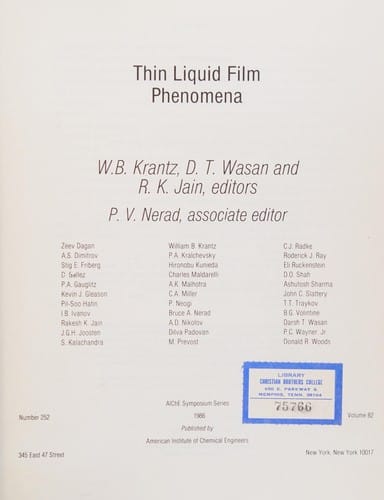 Thin Liquid Film
Phenomena
W.B. Krantz, D. T. Wasan and
R. K. Jain, editors
P. V. Nerad, associate editor
Zeev Dagan
A.S. Dimitrov
Stig E. Friberg
D. Gallez
P.A. Gauglitz
Kevin J. Gleason
Pil-Soo Hahn
I.B. Ivanov
Rakesh K. Jain
J.G.H. Joosten
S. Kalachandra
William B. Krantz
P.A. Kralchevsky
Hironobu Kunieda
Charles Maldarelli
A.K. Malhotra
C.A. Miller
P. Neogi
Bruce A. Nerad
A.D. Nikolov
Dilva Padovan
M. Prevost
C.J. Radke
Roderick J. Ray
Eli Ruckenstein
D.O. Shah
Ashutosh Sharma
John C. Slattery
T.T. Traykov
B.G. Volintine
Darsh T. Wasan
P.C. Wayner, Jr
Donald R. Woods
LIBRARY
CHRISTIAN BROTHERS COLLEGE
650 E. PARKWAY S
MEMPHIS, TENN. 38104
75766
AIChE Symposium Series
Number 252
1986
Volume 82
Published by
American Institute of Chemical Engineers
345 East 47 Street
New York, New York 10017